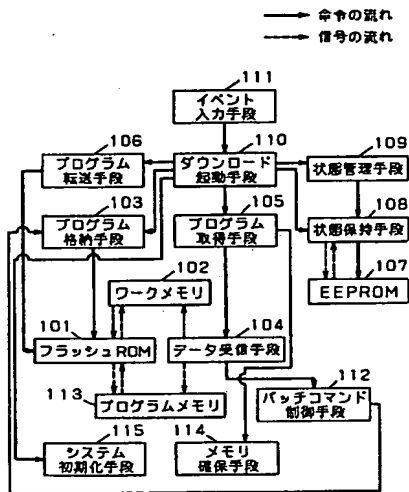 命令の流れ
信号の流れ
111
イベント
入力手段
106
プログラム
転送手段
110
ダウンロード
起動手段
109
状態管理手段
103
プログラム
格納手段
105
プログラム
取得手段
108
状態保持手段
102
ワークメモリ
107
EEPROM
101
フラッシュROM
104
データ受信手段
113
プログラムメモリ
112
バッチコマンド
制御手段
115
システム
初期化手段
114
メモリ
確保手段